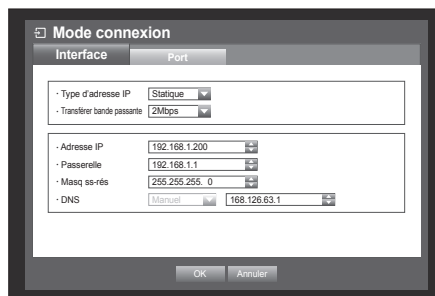 Mode connexion
Interface Port
· Type d'adresse IP Statique
· Transférer bande passante 2Mbps
· Adresse IP 192.168.1.200
· Passerelle 192.168.1.1
· Masq ss-rés 255.255.255. 0
· DNS Manuel 168.126.63.1
OK Annuler